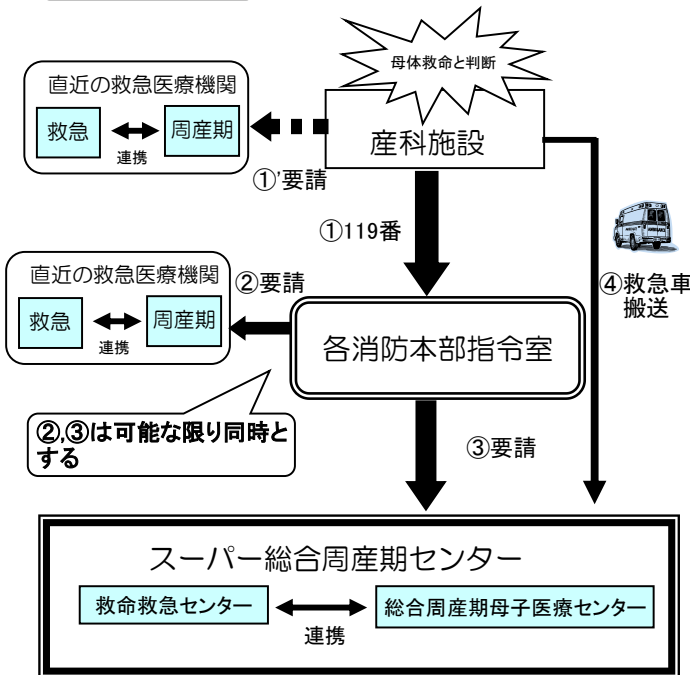 母体救命と判断
産科施設
直近の救急医療機関
救急
周産期
連携
①’要請
①119番
直近の救急医療機関
救急
周産期
連携
②要請
④救急車
搬送
各消防本部指令室
②,③は可能な限り同時と
する
③要請
スーパー総合周産期センター
救命救急センター
総合周産期母子医療センター
連携